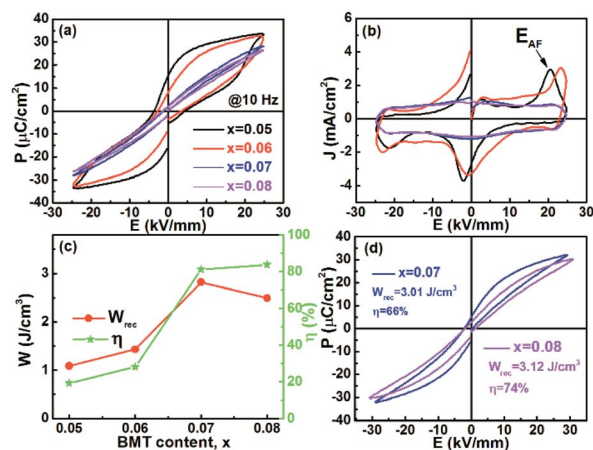 (a)
40
30
20
10
0
-10
-20
-30
-40
P (μC/cm²)
@10 Hz
x=0.05
x=0.06
x=0.07
x=0.08
-30 -20 -10 0 10 20 30
E (kV/mm)
(b)
6
4
2
0
-2
-4
J (mA/cm²)
E_AF
-30 -20 -10 0 10 20 30
E (kV/mm)
(c)
3
2
1
0
W (J/cm³)
W_rec
η
100
80
60
40
20
0
η (%)
0.05 0.06 0.07 0.08
BMT content, x
(d)
40
30
20
10
0
-10
-20
-30
-40
P (μC/cm²)
x=0.07
W_rec=3.01 J/cm³
η=66%
x=0.08
W_rec=3.12 J/cm³
η=74%
-30 -20 -10 0 10 20 30
E (kV/mm)